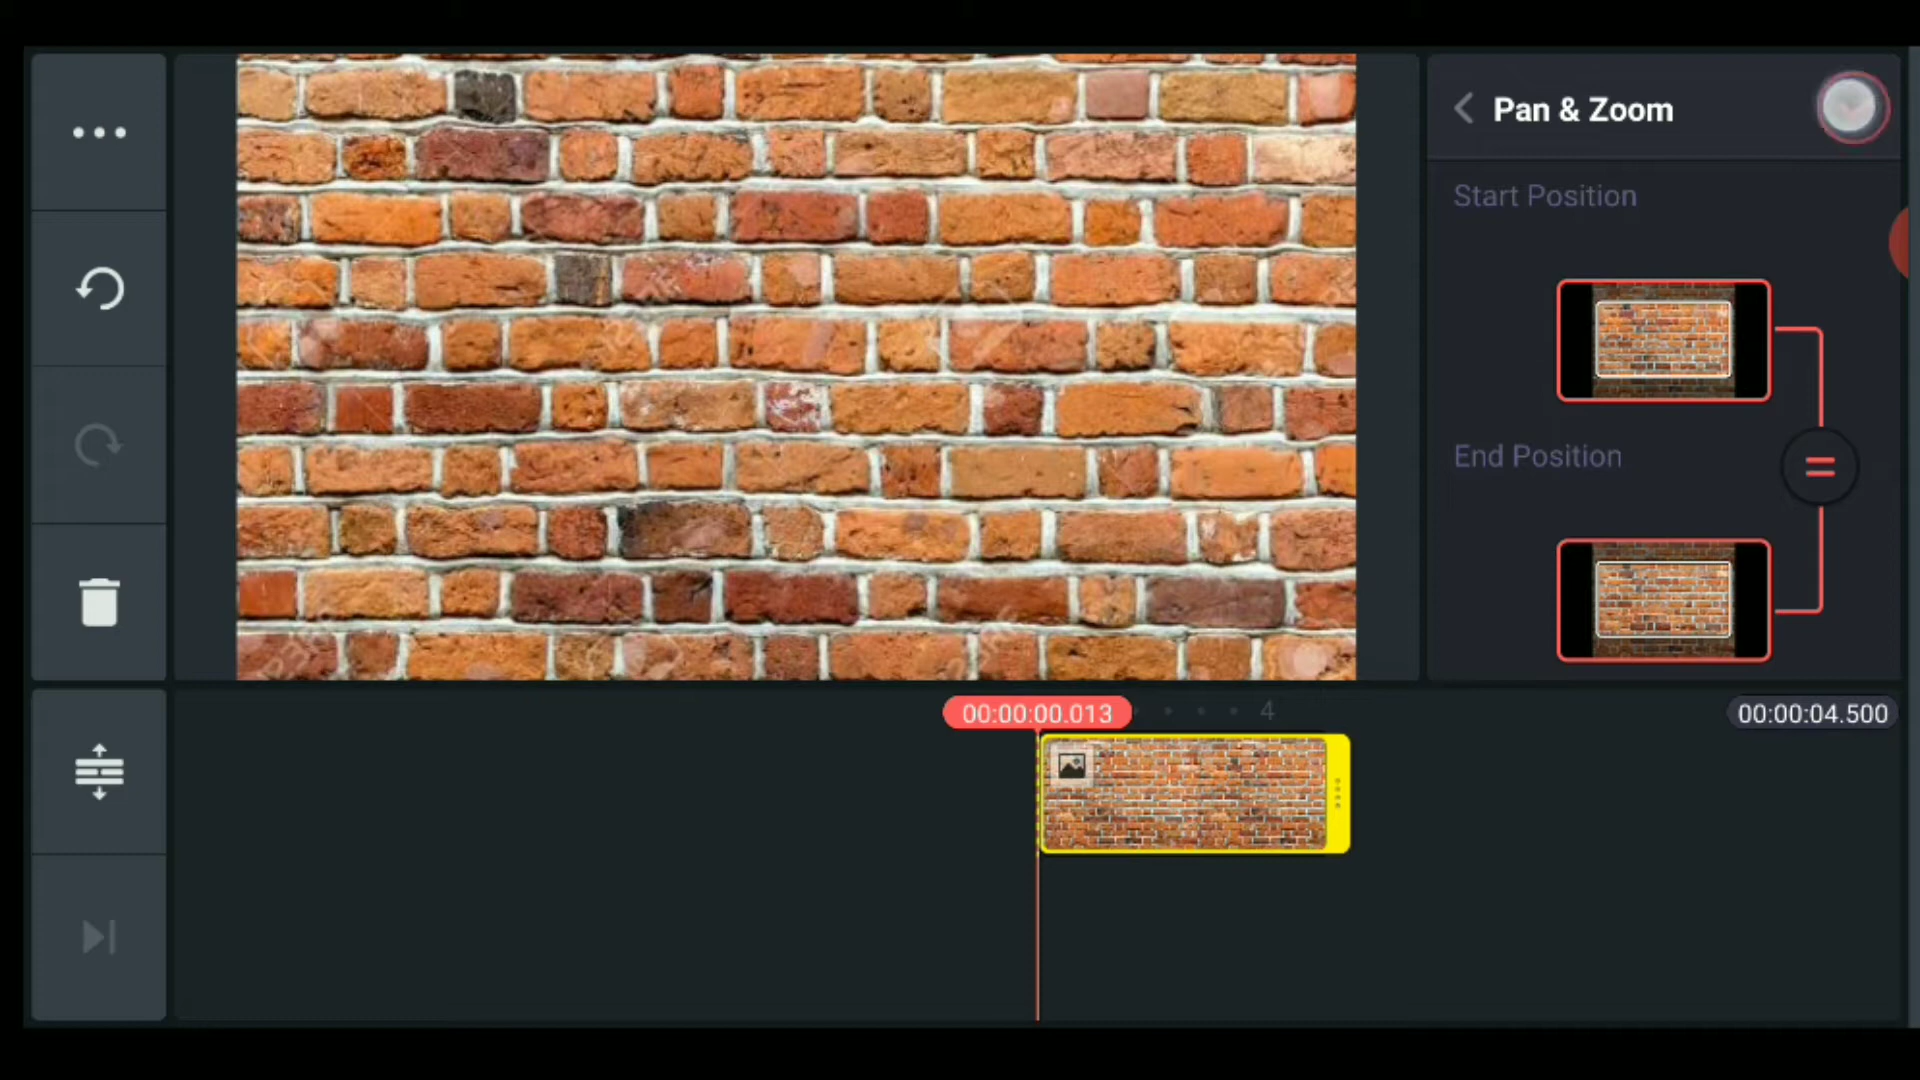 Pan & Zoom
Start Position
End Position
00:00:00.013
4
00:00:04.500